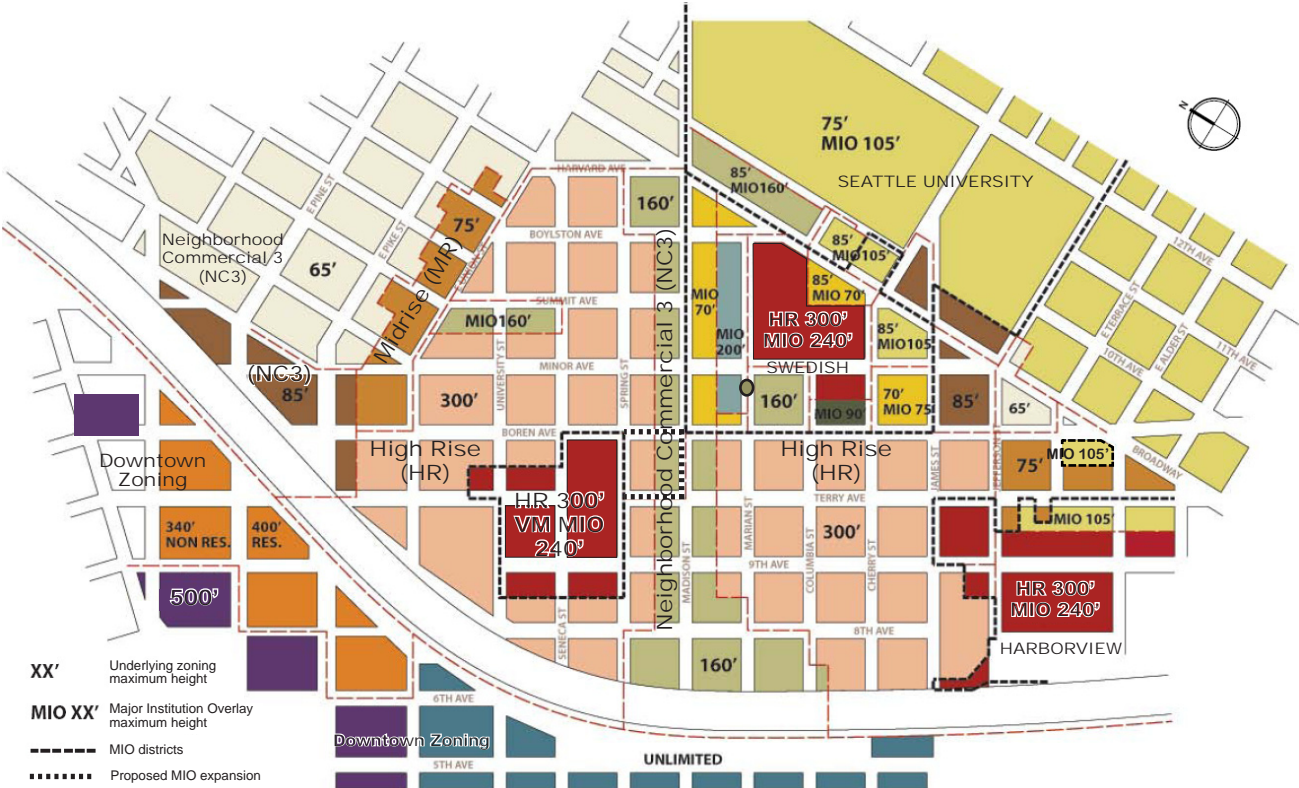 N
75'
MIO 105'
SEATTLE UNIVERSITY
85'
MIO160'
HARVARD AVE
160'
E PINE ST
E PIKE ST
E UNION ST
75'
Midrise (MR)
Neighborhood
Commercial 3
(NC3)
65'
BOYLSTON AVE
85'
MIO105'
12TH AVE
SUMMIT AVE
MIO160'
MIO
70'
MIO
200'
85'
MIO 70'
HR 300'
MIO 240'
85'
MIO105'
E TERRACE ST
E ALDER ST
11TH AVE
10TH AVE
UNIVERSITY ST
SPRING ST
MINOR AVE
SWEDISH
(NC3)
85'
300'
160'
MIO 90'
70'
MIO 75'
85'
65'
Neighborhood Commercial 3 (NC3)
BOREN AVE
High Rise
(HR)
High Rise
(HR)
JAMES ST
JEFFERSON ST
75'
MIO 105'
BROADWAY
Downtown
Zoning
TERRY AVE
HR 300'
VM MIO
240'
MARIAN ST
300'
MIO 105'
340'
NON RES.
400'
RES.
MADISON ST
9TH AVE
COLUMBIA ST
CHERRY ST
500'
HR 300'
MIO 240'
SENECA ST
8TH AVE
HARBORVIEW
160'
XX' Underlying zoning
maximum height
MIO XX' Major Institution Overlay
maximum height
MIO districts
Proposed MIO expansion
6TH AVE
Downtown Zoning
5TH AVE
UNLIMITED